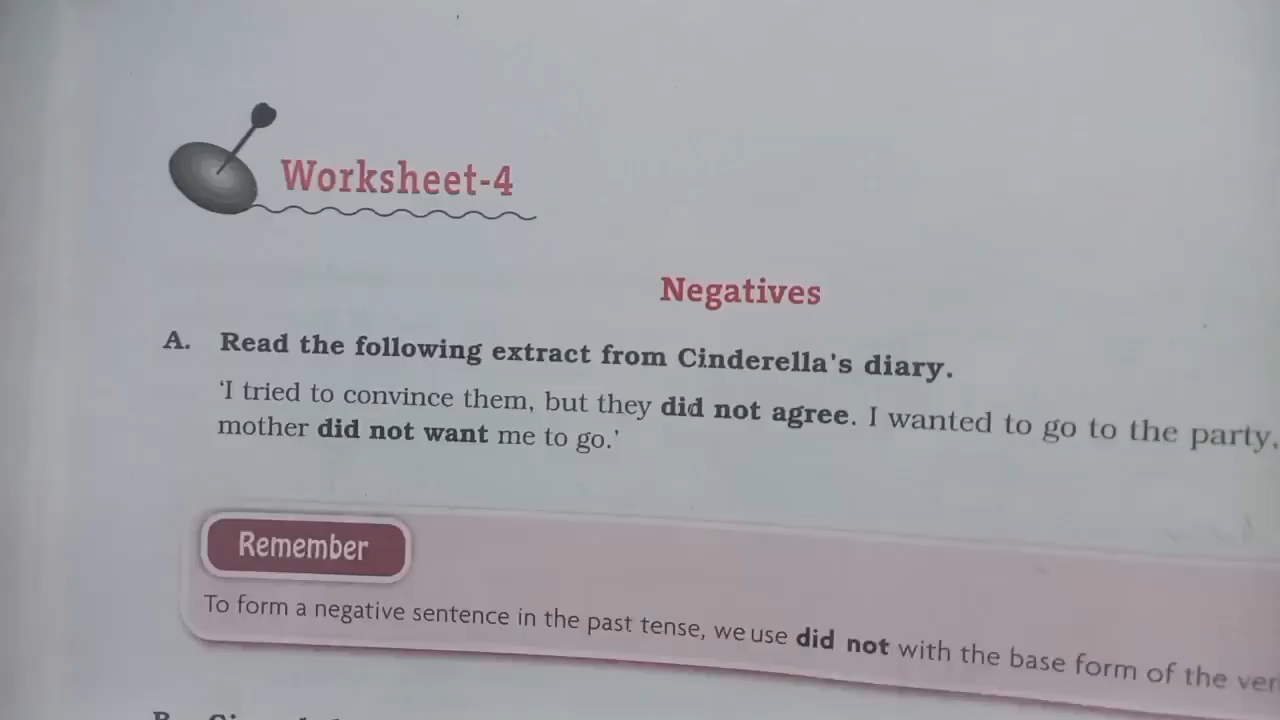 Worksheet-4
Negatives
A. Read the following extract from Cinderella's diary.
'I tried to convince them, but they did not agree. I wanted to go to the party,
mother did not want me to go.'
Remember
To form a negative sentence in the past tense, we use did not with the base form of the